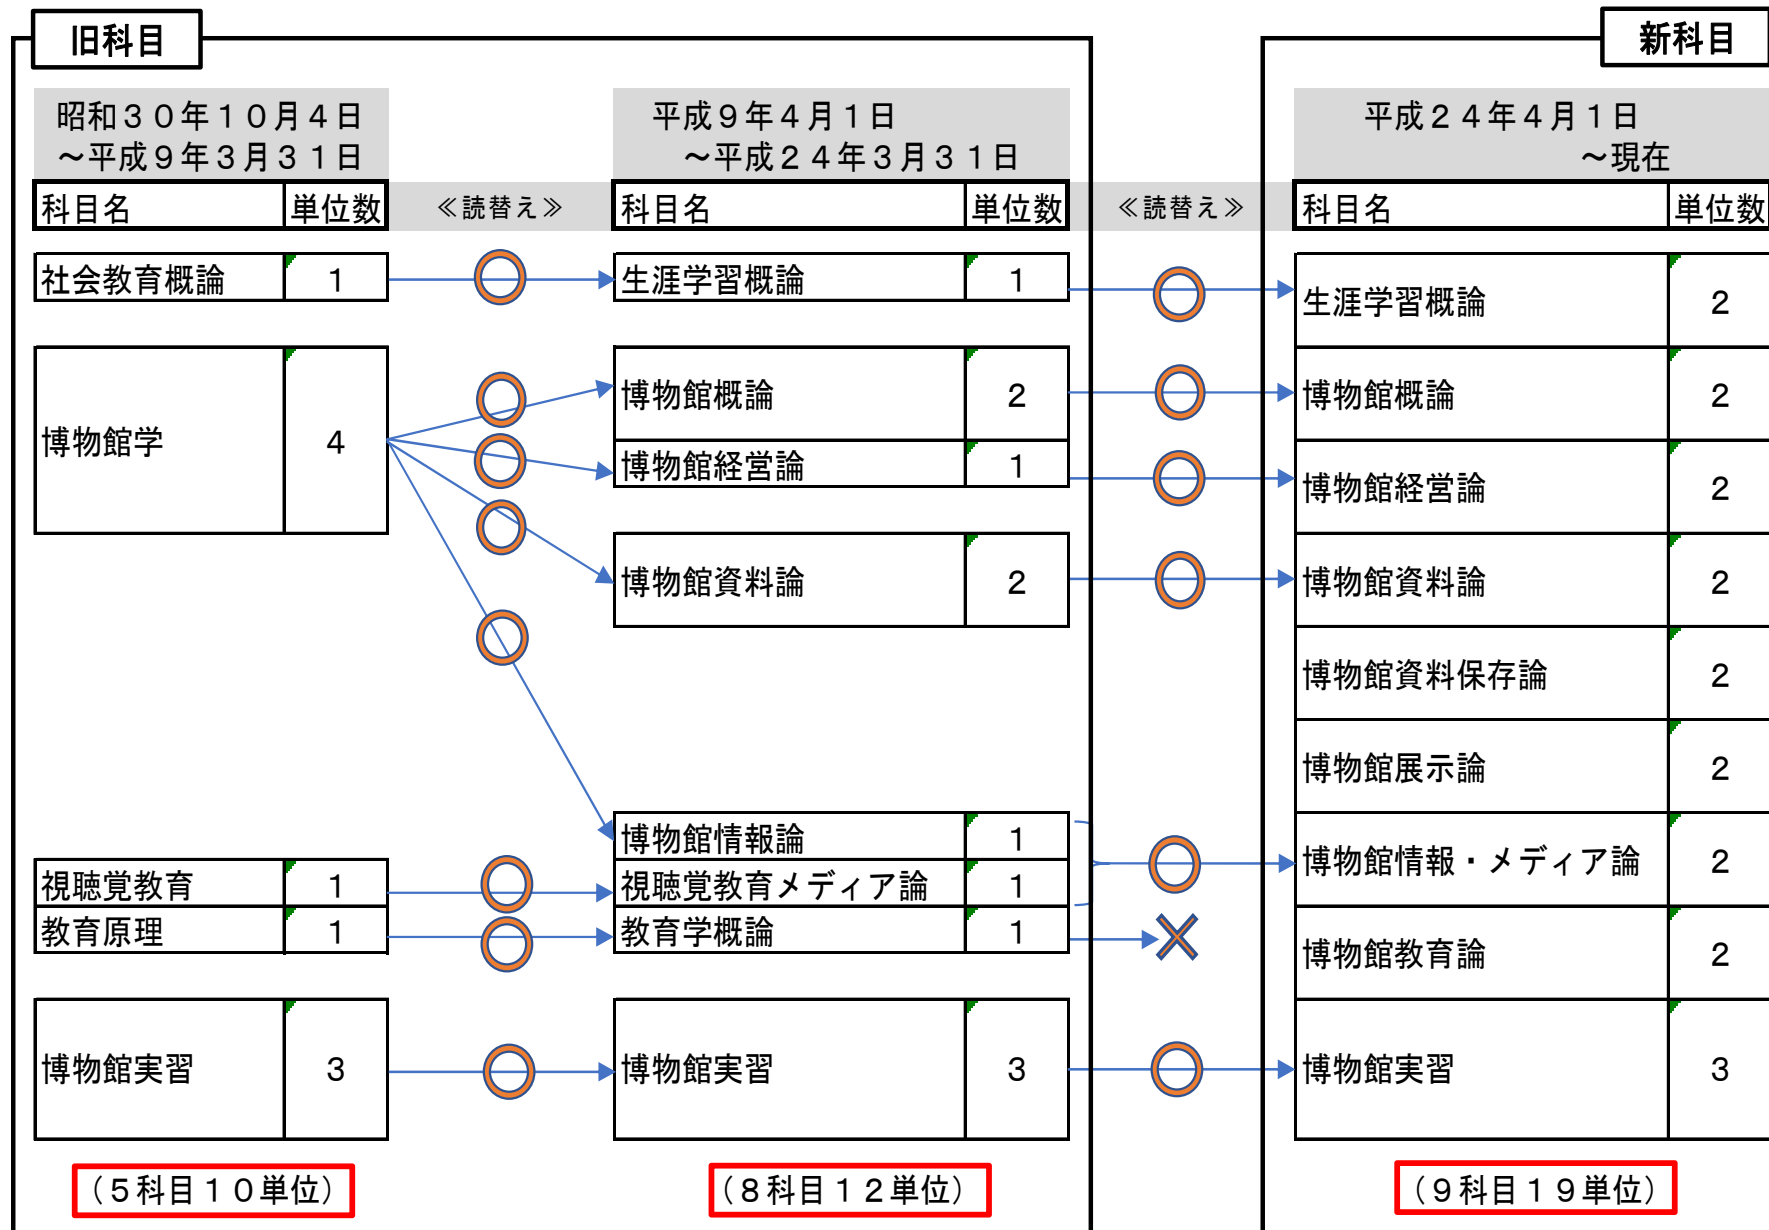 旧科目
新科目
昭和３０年１０月４日
～平成９年３月３１日
平成９年４月１日
～平成２４年３月３１日
平成２４年４月１日
～現在
科目名 単位数 ≪読替え≫ 科目名 単位数 ≪読替え≫ 科目名 単位数
社会教育概論 1 生涯学習概論 1
生涯学習概論 2
博物館学 4
博物館概論 2
博物館概論 2
博物館経営論 1
博物館経営論 2
博物館資料論 2
博物館資料論 2
博物館資料保存論 2
博物館展示論 2
博物館情報論 1
視聴覚教育 1
視聴覚教育メディア論 1
博物館情報・メディア論 2
教育原理 1
教育学概論 1
博物館教育論 2
博物館実習 3
博物館実習 3
博物館実習 3
（５科目１０単位）
（８科目１２単位）
（９科目１９単位）